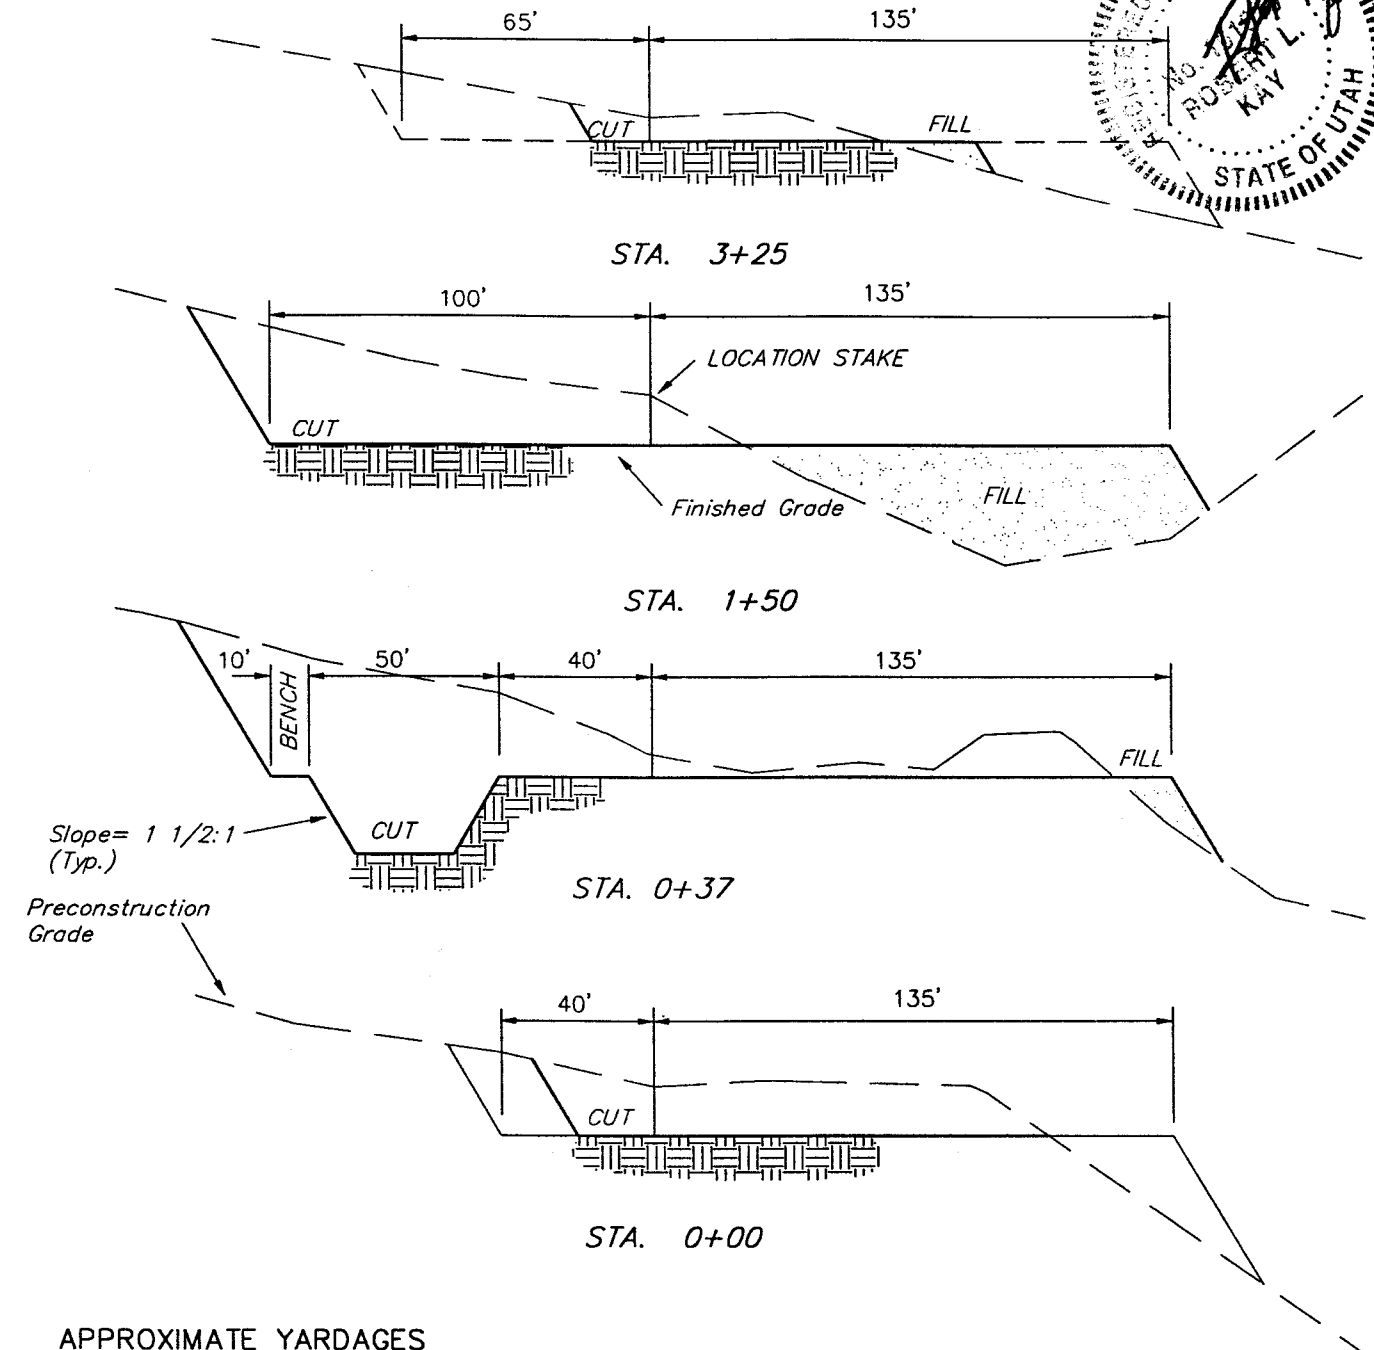 65'
135'
No.
ROBERT L.
KAY
STATE OF UTAH
CUT
FILL
STA. 3+25
100'
135'
LOCATION STAKE
CUT
FILL
Finished Grade
STA. 1+50
10'
50'
40'
135'
BENCH
FILL
Slope= 1 1/2:1
(Typ.)
CUT
STA. 0+37
Preconstruction
Grade
40'
135'
CUT
STA. 0+00
APPROXIMATE YARDAGES